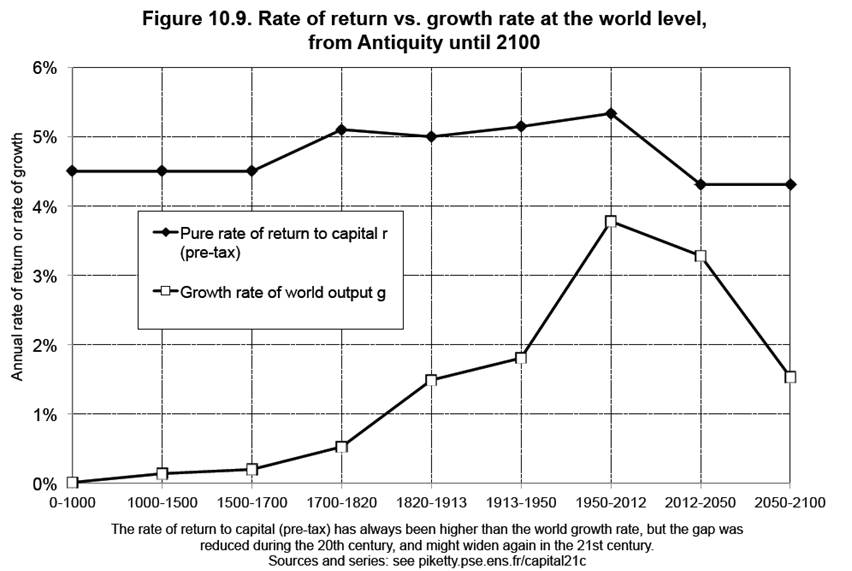 Figure 10.9. Rate of return vs. growth rate at the world level,
from Antiquity until 2100
Annual rate of return or rate of growth
6%
5%
4%
3%
2%
1%
0%
Pure rate of return to capital r
(pre-tax)
Growth rate of world output g
0-1000 1000-1500 1500-1700 1700-1820 1820-1913 1913-1950 1950-2012 2012-2050 2050-2100
The rate of return to capital (pre-tax) has always been higher than the world growth rate, but the gap was
reduced during the 20th century, and might widen again in the 21st century.
Sources and series: see piketty.pse.ens.fr/capital21c